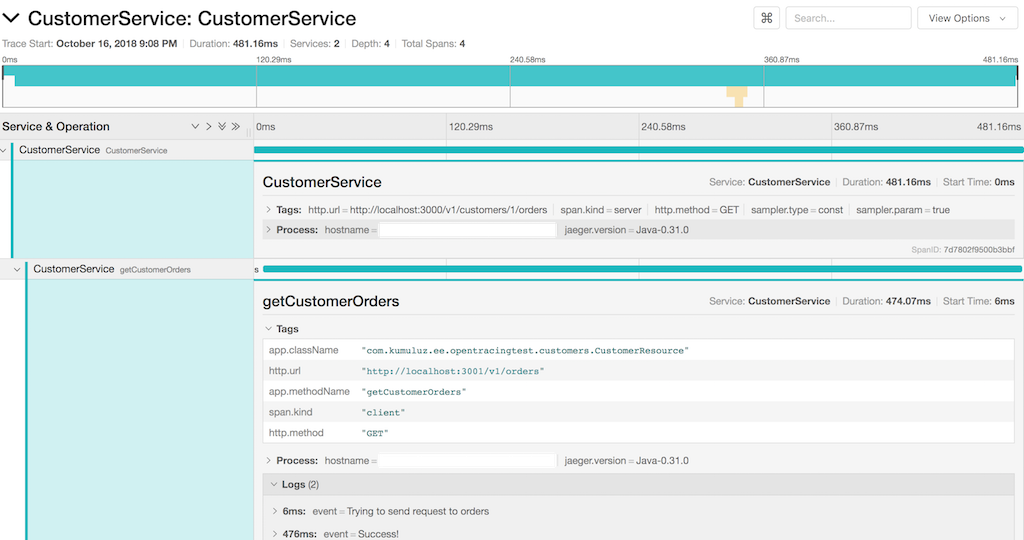 CustomerService: CustomerService
⌘
Search...
View Options
Trace Start: October 16, 2018 9:08 PM Duration: 481.16ms Services: 2 Depth: 4 Total Spans: 4
0ms 120.29ms 240.58ms 360.87ms 481.16ms
Service & Operation 0ms 120.29ms 240.58ms 360.87ms 481.16ms
CustomerService CustomerService
CustomerService Service: CustomerService Duration: 481.16ms Start Time: 0ms
Tags: http.url = http://localhost:3000/v1/customers/1/orders span.kind = server http.method = GET sampler.type = const sampler.param = true
Process: hostname = jaeger.version = Java-0.31.0
SpanID: 7d7802f9500b3bbf
CustomerService getCustomerOrders s
getCustomerOrders Service: CustomerService Duration: 474.07ms Start Time: 6ms
Tags
app.className "com.kumuluz.ee.opentracingtest.customers.CustomerResource"
http.url "http://localhost:3001/v1/orders"
app.methodName "getCustomerOrders"
span.kind "client"
http.method "GET"
Process: hostname = jaeger.version = Java-0.31.0
Logs (2)
6ms: event = Trying to send request to orders
476ms: event = Success!